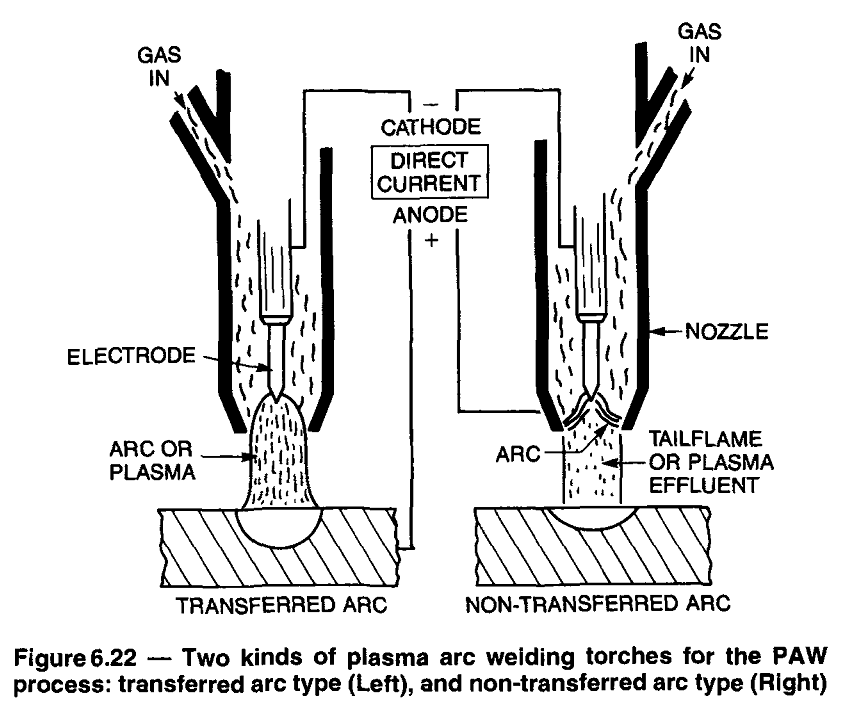 GAS
IN
GAS
IN
−
CATHODE
DIRECT
CURRENT
ANODE
+
ELECTRODE
NOZZLE
ARC OR
PLASMA
ARC
TAILFLAME
OR PLASMA
EFFLUENT
TRANSFERRED ARC
NON-TRANSFERRED ARC
Figure 6.22 — Two kinds of plasma arc welding torches for the PAW
process: transferred arc type (Left), and non-transferred arc type (Right)